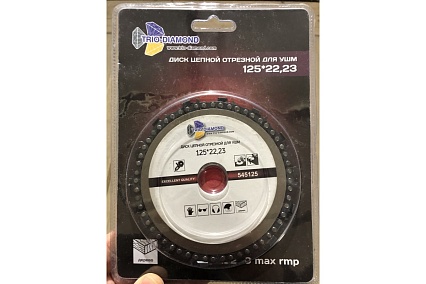 TRIO-DIAMOND
www.trio-diamond.com
ДИСК ЦЕПНОЙ ОТРЕЗНОЙ ДЛЯ УШМ
125*22,23
TRIO-DIAMOND
ДИСК ЦЕПНОЙ ОТРЕЗНОЙ ДЛЯ УШМ
125*22,23
EXCELLENT QUALITY
545125
max rmp